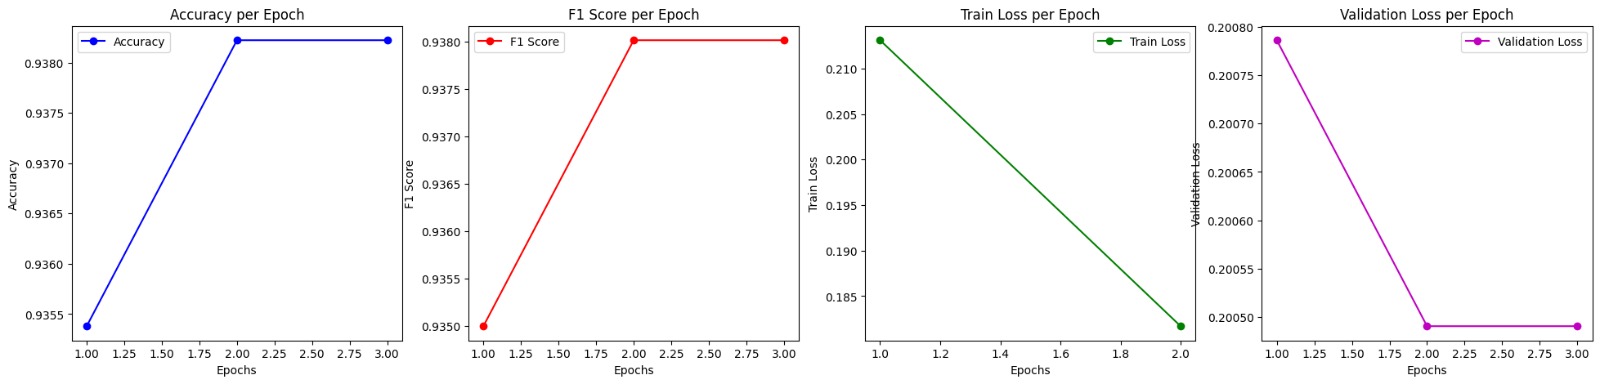 Accuracy per Epoch
Accuracy
0.9380
0.9375
0.9370
0.9365
0.9360
0.9355
Accuracy
1.00 1.25 1.50 1.75 2.00 2.25 2.50 2.75 3.00
Epochs
F1 Score per Epoch
F1 Score
0.9380
0.9375
0.9370
0.9365
0.9360
0.9355
0.9350
F1 Score
1.00 1.25 1.50 1.75 2.00 2.25 2.50 2.75 3.00
Epochs
Train Loss per Epoch
Train Loss
0.210
0.205
0.200
0.195
0.190
0.185
Train Loss
1.0 1.2 1.4 1.6 1.8 2.0
Epochs
Validation Loss per Epoch
Validation Loss
0.20080
0.20075
0.20070
0.20065
0.20060
0.20055
0.20050
Validation Loss
1.00 1.25 1.50 1.75 2.00 2.25 2.50 2.75 3.00
Epochs